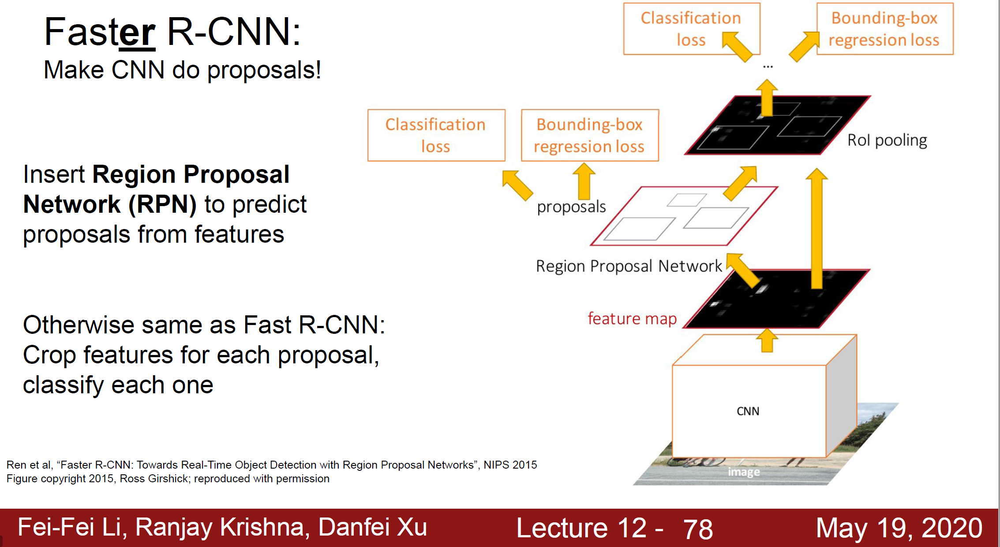 Faster R-CNN:
Make CNN do proposals!
Insert Region Proposal
Network (RPN) to predict
proposals from features
Otherwise same as Fast R-CNN:
Crop features for each proposal,
classify each one
Classification
loss
Bounding-box
regression loss
...
Classification
loss
Bounding-box
regression loss
RoI pooling
proposals
Region Proposal Network
feature map
CNN
image
Ren et al, “Faster R-CNN: Towards Real-Time Object Detection with Region Proposal Networks”, NIPS 2015
Figure copyright 2015, Ross Girshick; reproduced with permission
Fei-Fei Li, Ranjay Krishna, Danfei Xu
Lecture 12 - 78
May 19, 2020